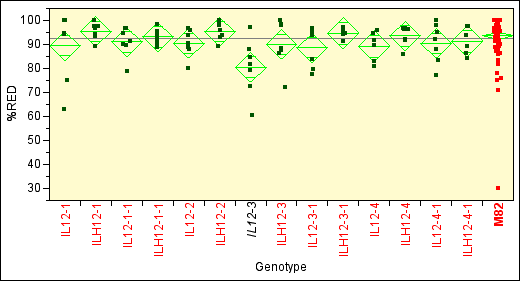 100
90
80
70
60
50
40
30
%RED
IL12-1
ILH12-1
IL12-1-1
ILH12-1-1
IL12-2
ILH12-2
IL12-3
ILH12-3
IL12-3-1
ILH12-3-1
IL12-4
ILH12-4
IL12-4-1
ILH12-4-1
M82
Genotype